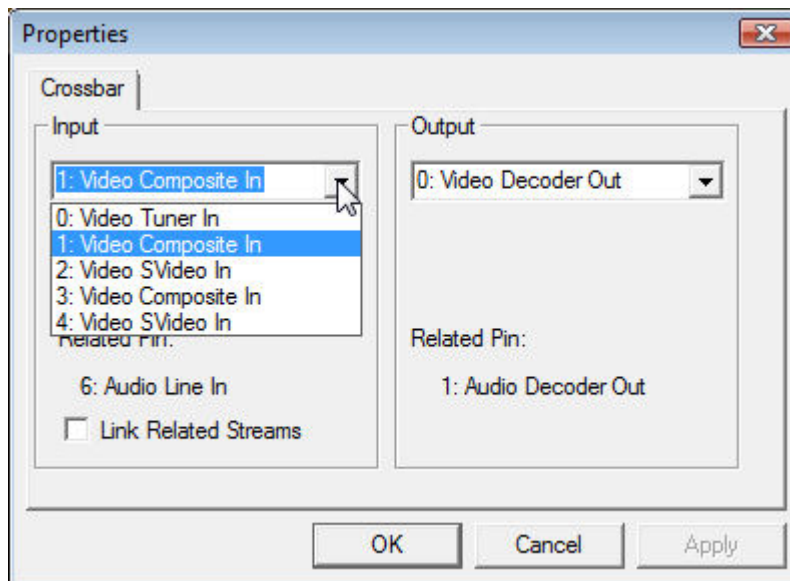 Properties
Crossbar
Input
1: Video Composite In
0: Video Tuner In
1: Video Composite In
2: Video SVideo In
3: Video Composite In
4: Video SVideo In
Related Pin:
6: Audio Line In
Link Related Streams
Output
0: Video Decoder Out
Related Pin:
1: Audio Decoder Out
OK Cancel Apply